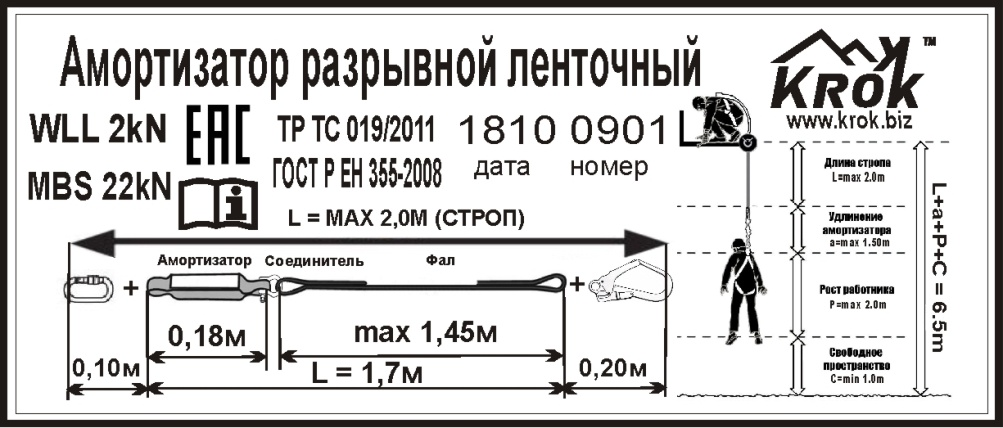 Амортизатор разрывной ленточный
KROK™
www.krok.biz
WLL 2kN
MBS 22kN
EAC
ТР ТС 019/2011
ГОСТ Р ЕН 355-2008
1810 0901
дата номер
L = MAX 2,0М (СТРОП)
Амортизатор Соединитель Фал
+ +
0,18м
max 1,45м
0,10м
L = 1,7м
0,20м
Длина стропа
L=max 2.0m
Удлинение
амортизатора
a=max 1.50m
Рост работника
P=max 2.0m
Свободное
пространство
C=min 1.0m
L+a+P+C = 6.5m